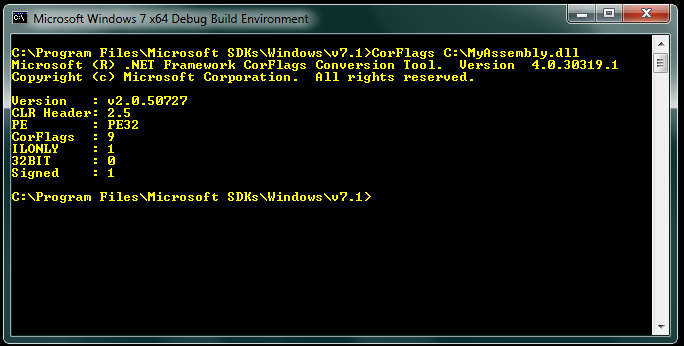 Microsoft Windows 7 x64 Debug Build Environment
C:\Program Files\Microsoft SDKs\Windows\v7.1>CorFlags C:\MyAssembly.dll
Microsoft (R) .NET Framework CorFlags Conversion Tool.  Version  4.0.30319.1
Copyright (c) Microsoft Corporation.  All rights reserved.
Version   : v2.0.50727
CLR Header: 2.5
PE        : PE32
CorFlags  : 9
ILONLY    : 1
32BIT     : 0
Signed    : 1
C:\Program Files\Microsoft SDKs\Windows\v7.1>